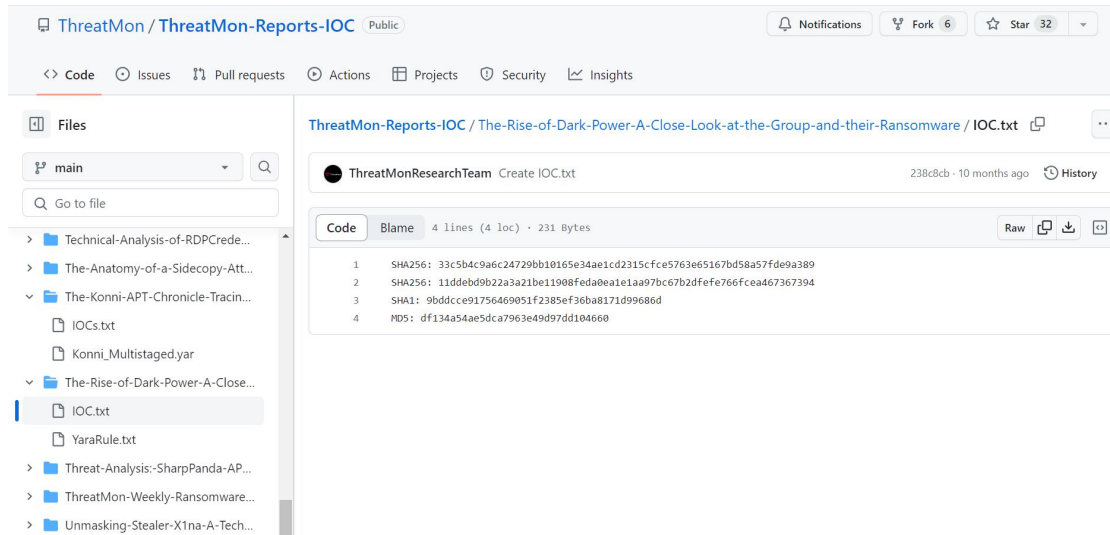 ThreatMon / ThreatMon-Reports-IOC Public
Notifications Fork 6 Star 32
Code Issues Pull requests Actions Projects Security Insights
Files
main
Go to file
Technical-Analysis-of-RDPCrede...
The-Anatomy-of-a-Sidecopy-Att...
The-Konni-APT-Chronicle-Tracin...
IOCs.txt
Konni_Multistaged.yar
The-Rise-of-Dark-Power-A-Close...
IOC.txt
YaraRule.txt
Threat-Analysis:-SharpPanda-AP...
ThreatMon-Weekly-Ransomware...
Unmasking-Stealer-X1na-A-Tech...
ThreatMon-Reports-IOC / The-Rise-of-Dark-Power-A-Close-Look-at-the-Group-and-their-Ransomware / IOC.txt
ThreatMonResearchTeam Create IOC.txt 238c8cb · 10 months ago History
Code Blame 4 lines (4 loc) · 231 Bytes Raw
1 SHA256: 33c5b4c9a6c24729bb10165e34ae1cd2315cfce5763e65167bd58a57fde9a389
2 SHA256: 11ddebd9b22a3a21be11908feda0ea1e1aa97bc67b2dfefe766fcea467367394
3 SHA1: 9bddcce91756469051f2385ef36ba8171d99686d
4 MD5: df134a54ae5dca7963e49d97dd104660